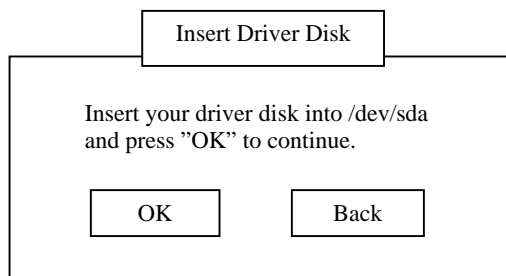 Insert Driver Disk
Insert your driver disk into /dev/sda
and press ”OK” to continue.
OK
Back